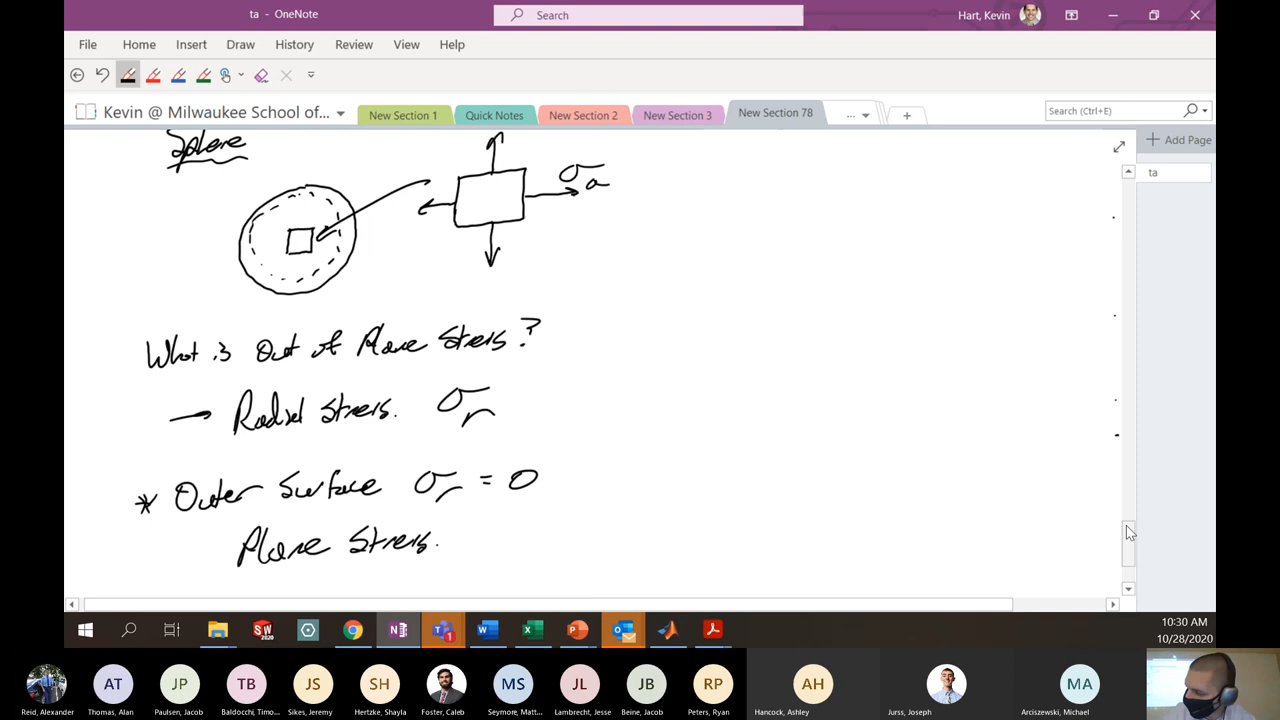 ta - OneNote
Search
Hart, Kevin
File Home Insert Draw History Review View Help
Kevin @ Milwaukee School of...
New Section 1
Quick Notes
New Section 2
New Section 3
New Section 78
...
Search (Ctrl+E)
Add Page
ta
Sphere
σa
What is Out of Plane Stress?
→ Radial Stress. σr
* Outer Surface σr = 0
Plane Stress.
SW
2020
1
10:30 AM
10/28/2020
AT JP TB JS SH MS JL JB RP AH MA
Reid, Alexander Thomas, Alan Paulsen, Jacob Baldocchi, Timo... Sikes, Jeremy Hertzke, Shayla Foster, Caleb Seymore, Matt... Lambrecht, Jesse Beine, Jacob Peters, Ryan Hancock, Ashley Jurss, Joseph Arciszewski, Michael